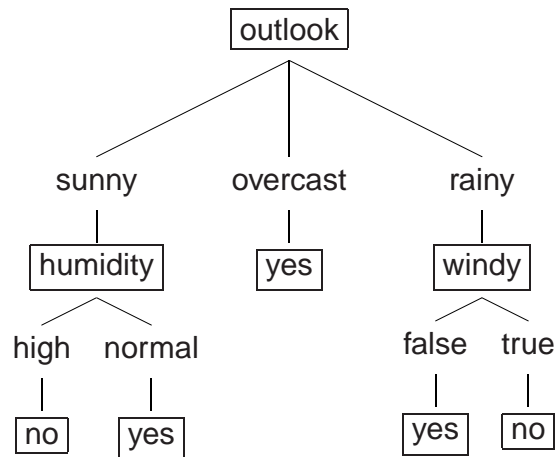 outlook
sunny overcast rainy
humidity yes windy
high normal false true
no yes yes no